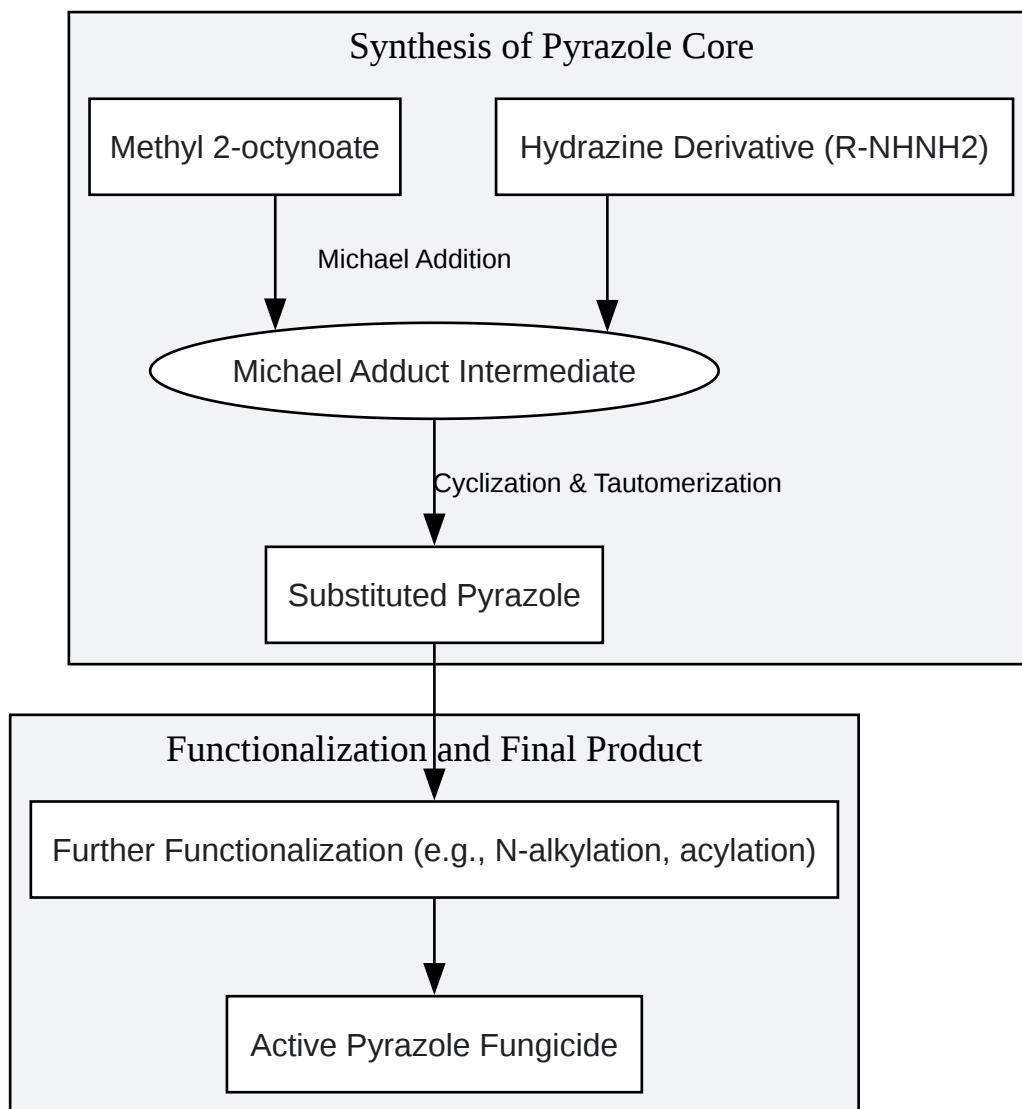 Synthesis of Pyrazole Core
Methyl 2-octynoate
Hydrazine Derivative (R-NHNH2)
Michael Addition
Michael Adduct Intermediate
Cyclization & Tautomerization
Substituted Pyrazole
Functionalization and Final Product
Further Functionalization (e.g., N-alkylation, acylation)
Active Pyrazole Fungicide